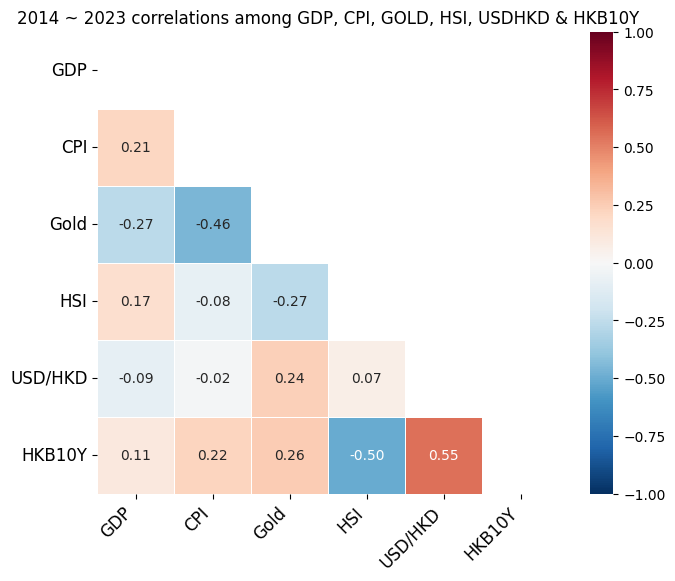 2014 ~ 2023 correlations among GDP, CPI, GOLD, HSI, USDHKD & HKB10Y
GDP
CPI 0.21
Gold -0.27 -0.46
HSI 0.17 -0.08 -0.27
USD/HKD -0.09 -0.02 0.24 0.07
HKB10Y 0.11 0.22 0.26 -0.50 0.55
GDP CPI Gold HSI USD/HKD HKB10Y
1.00
0.75
0.50
0.25
0.00
−0.25
−0.50
−0.75
−1.00